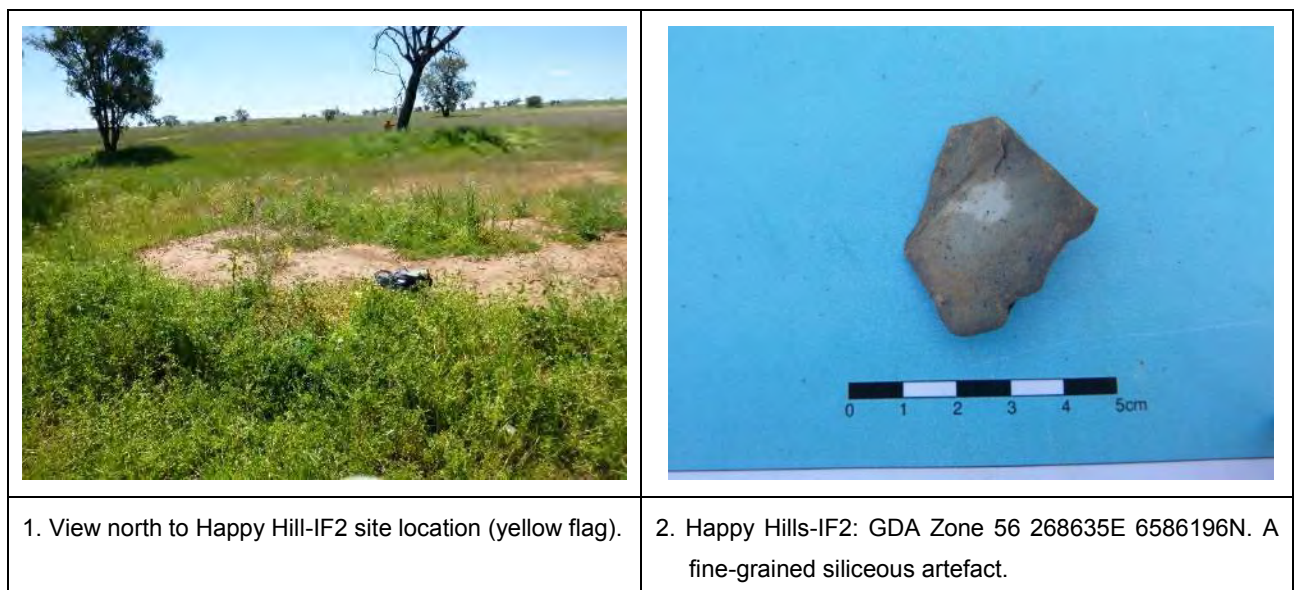 0 1 2 3 4 5cm
1. View north to Happy Hill-IF2 site location (yellow flag).
2. Happy Hills-IF2: GDA Zone 56 268635E 6586196N. A
fine-grained siliceous artefact.